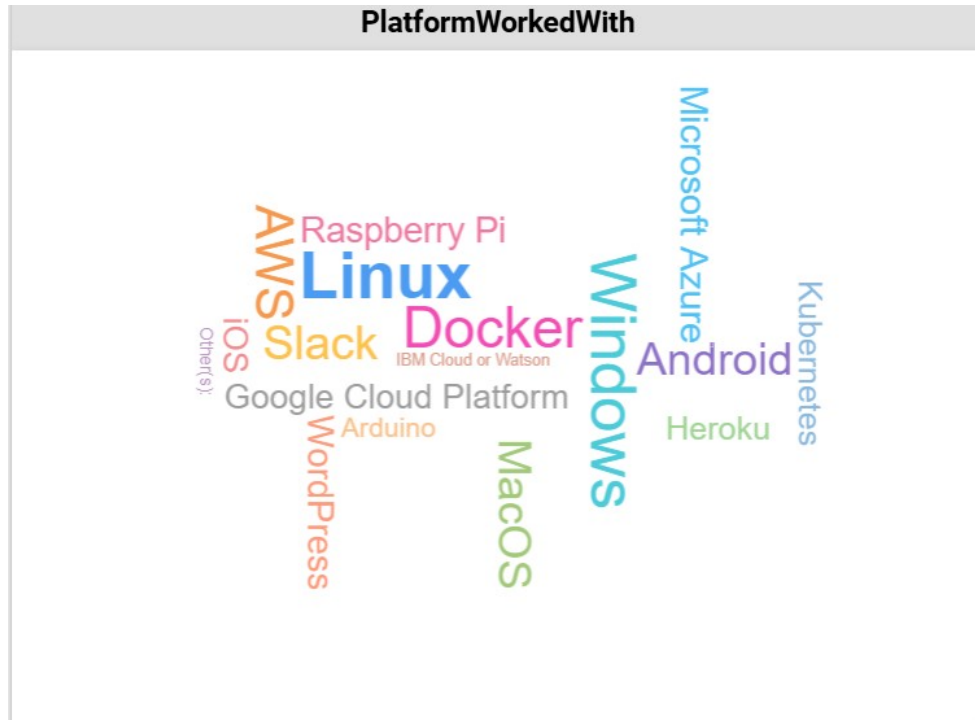 PlatformWorkedWith
Microsoft Azure
AWS
Raspberry Pi
Linux
Windows
Kubernetes
Docker
iOS
Slack
Other(s):
IBM Cloud or Watson
Android
Google Cloud Platform
WordPress
Arduino
Heroku
MacOS